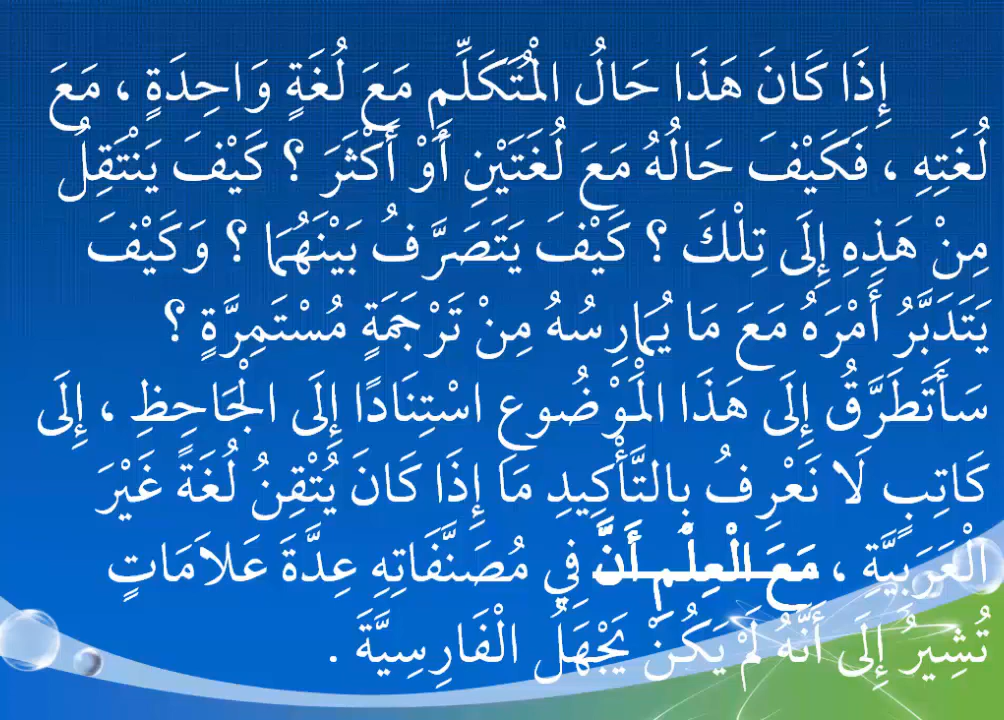 إِذَا كَانَ هَذَا حَالُ الْمُتَكَلِّمِ مَعَ لُغَةٍ وَاحِدَةٍ ، مَعَ
لُغَتِهِ ، فَكَيْفَ حَالُهُ مَعَ لُغَتَيْنِ أَوْ أَكْثَرَ ؟ كَيْفَ يَنْتَقِلُ
مِنْ هَذِهِ إِلَى تِلْكَ ؟ كَيْفَ يَتَصَرَّفُ بَيْنَهُمَا ؟ وَكَيْفَ
يَتَدَبَّرُ أَمْرَهُ مَعَ مَا يُمَارِسُهُ مِنْ تَرْجَمَةٍ مُسْتَمِرَّةٍ ؟
سَأَتَطَرَّقُ إِلَى هَذَا الْمَوْضُوعِ اسْتِنَادًا إِلَى الْجَاحِظِ ، إِلَى
كَاتِبٍ لَا نَعْرِفُ بِالتَّأْكِيدِ مَا إِذَا كَانَ يُتْقِنُ لُغَةً غَيْرَ
الْعَرَبِيَّةِ ، مَعَ الْعِلْمِ أَنَّ فِي مُصَنَّفَاتِهِ عِدَّةَ عَلاَمَاتٍ
تُشِيرُ إِلَى أَنَّهُ لَمْ يَكُنْ يَجْهَلُ الْفَارِسِيَّةَ .